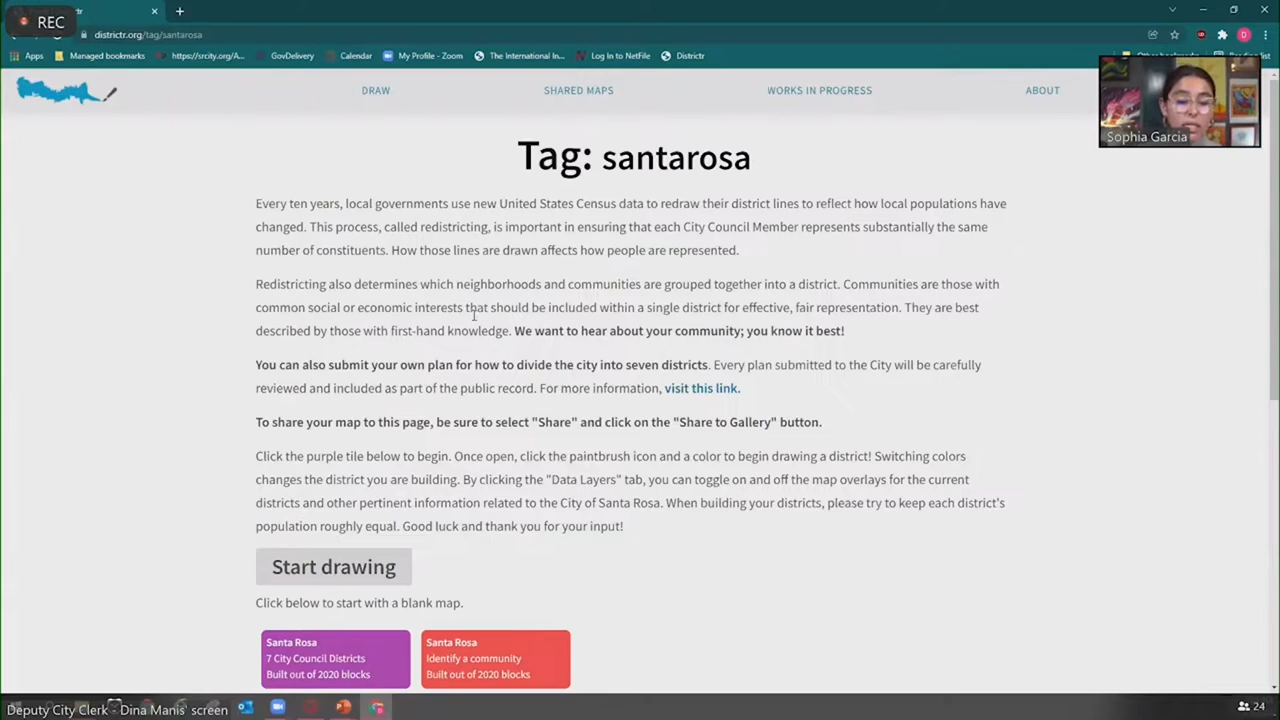 REC
districtr.org/tag/santarosa
Apps Managed bookmarks https://srcity.org/A... GovDelivery Calendar My Profile - Zoom The International In... Log In to NetFile Districtr
DRAW SHARED MAPS WORKS IN PROGRESS ABOUT
Sophia Garcia
Tag: santarosa
Every ten years, local governments use new United States Census data to redraw their district lines to reflect how local populations have
changed. This process, called redistricting, is important in ensuring that each City Council Member represents substantially the same
number of constituents. How those lines are drawn affects how people are represented.
Redistricting also determines which neighborhoods and communities are grouped together into a district. Communities are those with
common social or economic interests that should be included within a single district for effective, fair representation. They are best
described by those with first-hand knowledge. We want to hear about your community; you know it best!
You can also submit your own plan for how to divide the city into seven districts. Every plan submitted to the City will be carefully
reviewed and included as part of the public record. For more information, visit this link.
To share your map to this page, be sure to select "Share" and click on the "Share to Gallery" button.
Click the purple tile below to begin. Once open, click the paintbrush icon and a color to begin drawing a district! Switching colors
changes the district you are building. By clicking the "Data Layers" tab, you can toggle on and off the map overlays for the current
districts and other pertinent information related to the City of Santa Rosa. When building your districts, please try to keep each district's
population roughly equal. Good luck and thank you for your input!
Start drawing
Click below to start with a blank map.
Santa Rosa
7 City Council Districts
Built out of 2020 blocks
Santa Rosa
Identify a community
Built out of 2020 blocks
Deputy City Clerk - Dina Manis' screen
24